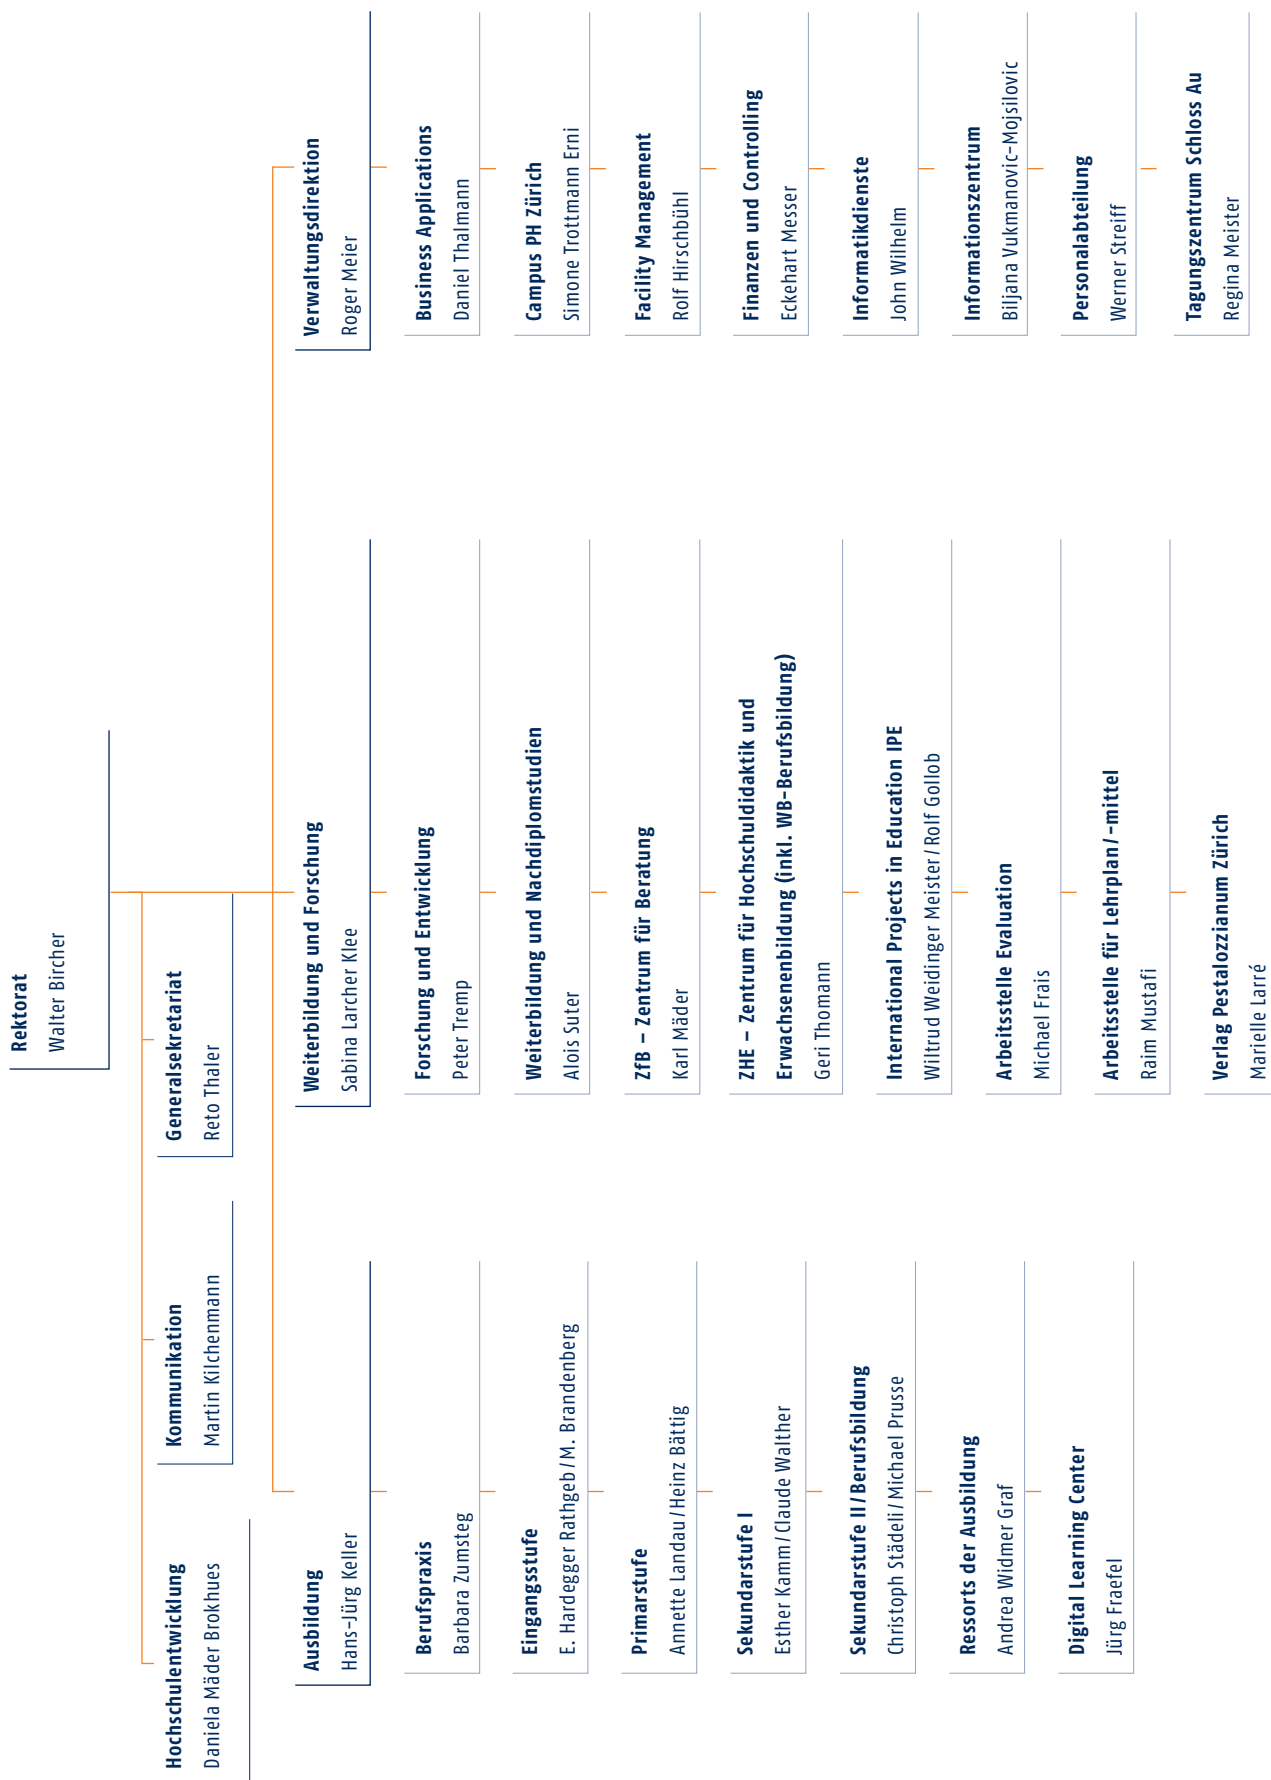 Rektorat
Walter Bircher
Hochschulentwicklung
Daniela Mäder Brokhues
Kommunikation
Martin Kilchenmann
Generalsekretariat
Reto Thaler
Ausbildung
Hans-Jürg Keller
Berufspraxis
Barbara Zumsteg
Eingangsstufe
E. Hardegger Rathgeb / M. Brandenberg
Primarstufe
Annette Landau / Heinz Bättig
Sekundarstufe I
Esther Kamm / Claude Walther
Sekundarstufe II / Berufsbildung
Christoph Städeli / Michael Prusse
Ressorts der Ausbildung
Andrea Widmer Graf
Digital Learning Center
Jürg Fraefel
Weiterbildung und Forschung
Sabina Larcher Klee
Forschung und Entwicklung
Peter Tremp
Weiterbildung und Nachdiplomstudien
Alois Suter
ZfB – Zentrum für Beratung
Karl Mäder
ZHE – Zentrum für Hochschuldidaktik und
Erwachsenenbildung (inkl. WB-Berufsbildung)
Geri Thomann
International Projects in Education IPE
Wiltrud Weidinger Meister / Rolf Gollob
Arbeitsstelle Evaluation
Michael Frais
Arbeitsstelle für Lehrplan / -mittel
Raim Mustafi
Verlag Pestalozzianum Zürich
Marielle Larré
Verwaltungsdirektion
Roger Meier
Business Applications
Daniel Thalmann
Campus PH Zürich
Simone Trottmann Erni
Facility Management
Rolf Hirschbühl
Finanzen und Controlling
Eckehart Messer
Informatikdienste
John Wilhelm
Informationszentrum
Biljana Vukmanovic-Mojsilovic
Personalabteilung
Werner Streiff
Tagungszentrum Schloss Au
Regina Meister